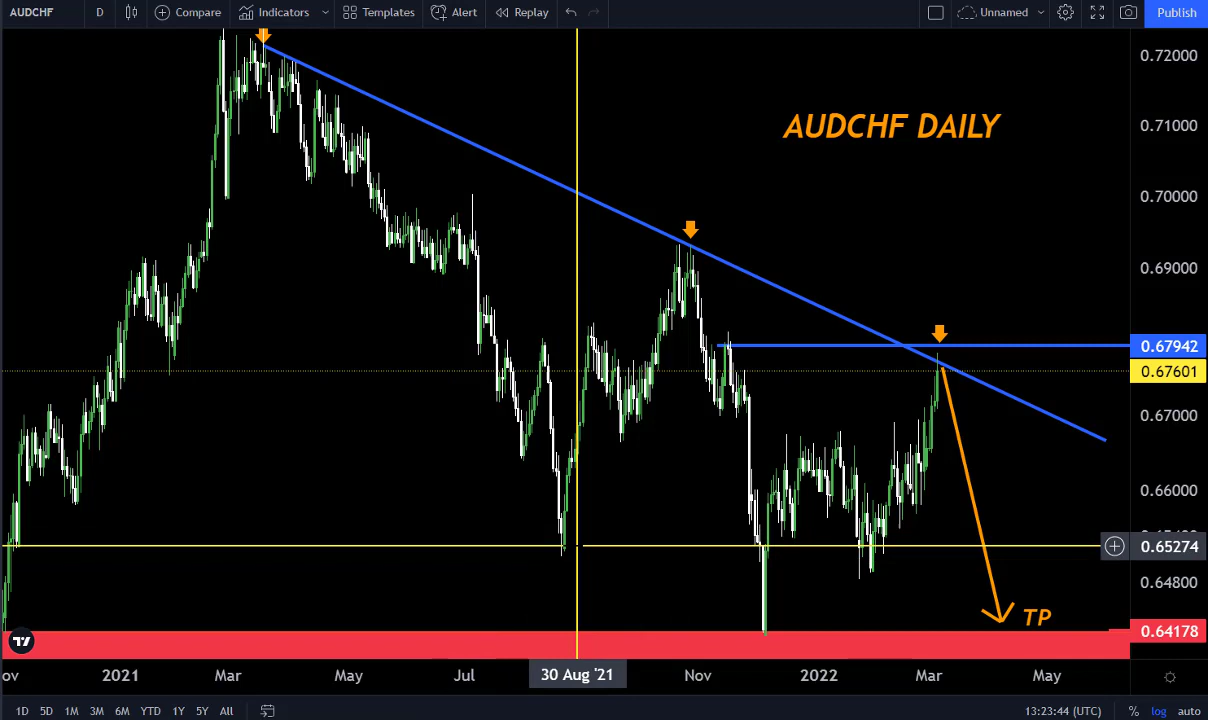 AUDCHF D Compare Indicators Templates Alert Replay Unnamed Publish
0.72000
AUDCHF DAILY
0.71000
0.70000
0.69000
0.67942
0.67601
0.67000
0.66000
0.65274
0.64800
TP
0.64178
2021 Mar May Jul 30 Aug '21 Nov 2022 Mar May
1D 5D 1M 3M 6M YTD 1Y 5Y All 13:23:44 (UTC) % log auto